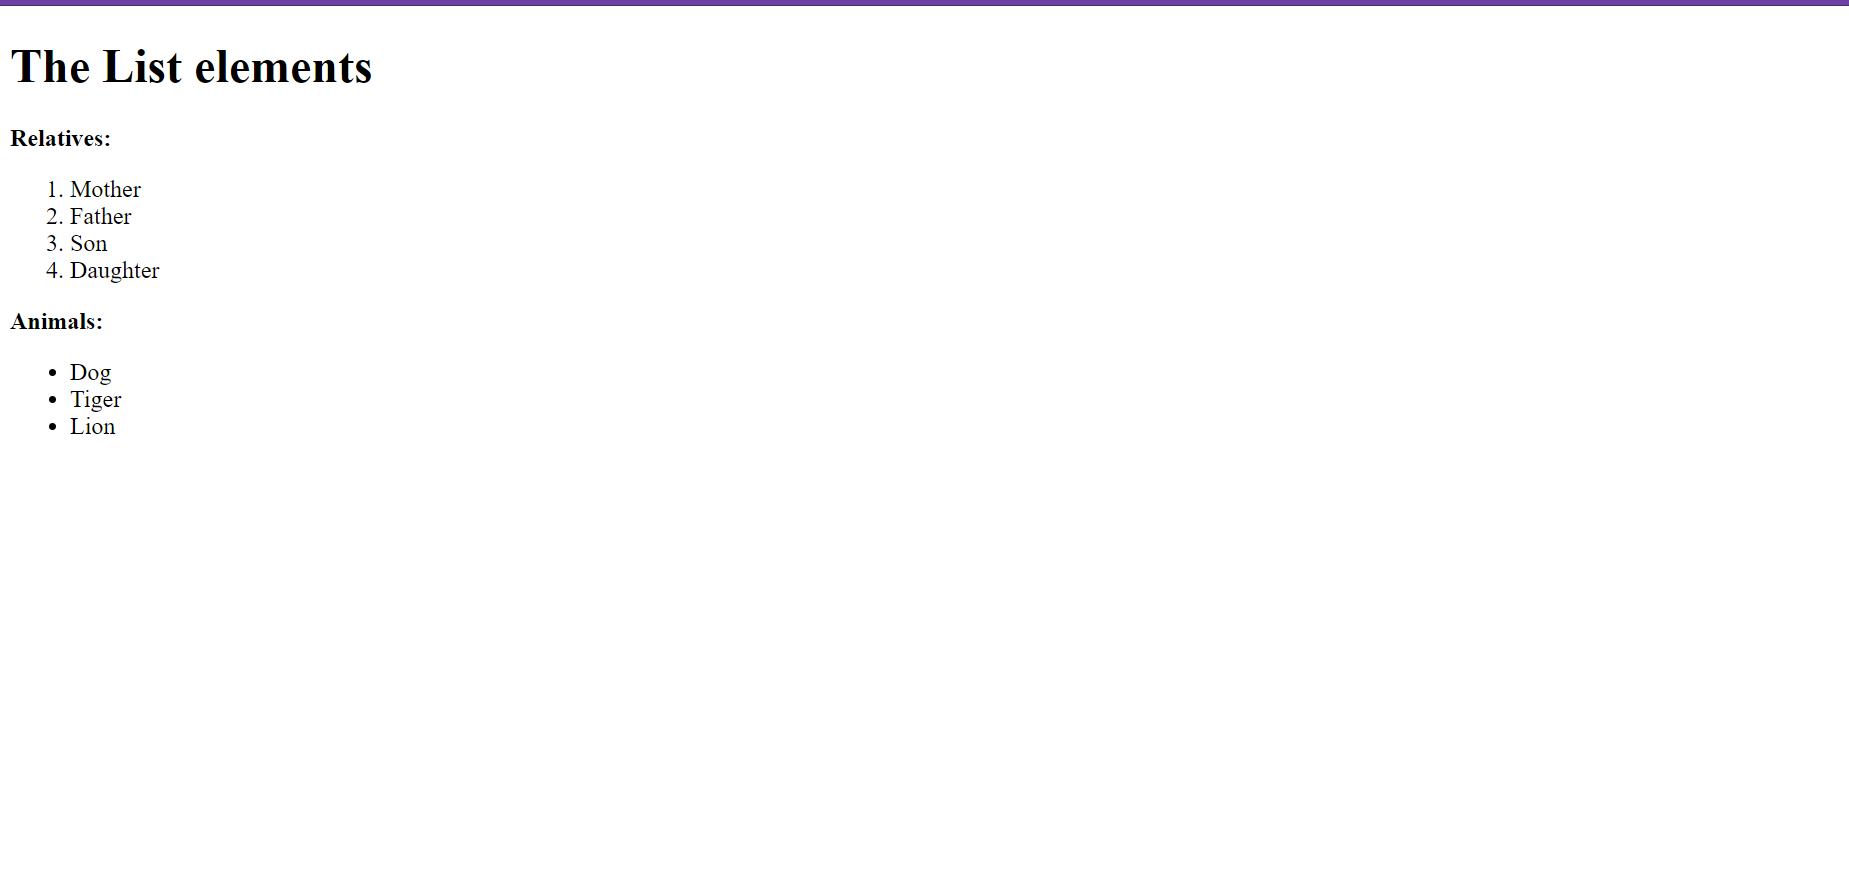 The List elements
Relatives:
1. Mother
2. Father
3. Son
4. Daughter
Animals:
• Dog
• Tiger
• Lion